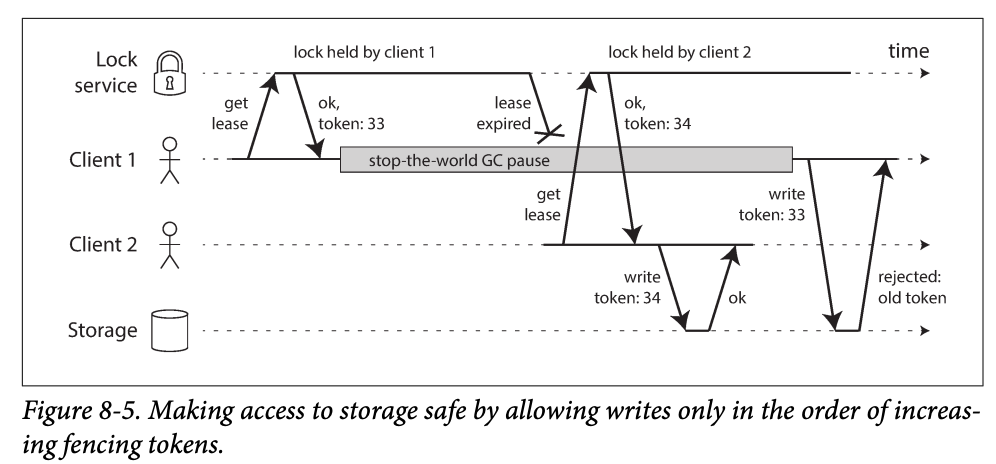 lock held by client 1
lock held by client 2
time
Lock
service
get
lease
ok,
token: 33
lease
expired
ok,
token: 34
Client 1
stop-the-world GC pause
get
lease
write
token: 33
Client 2
write
token: 34
ok
rejected:
old token
Storage
Figure 8-5. Making access to storage safe by allowing writes only in the order of increas-
ing fencing tokens.